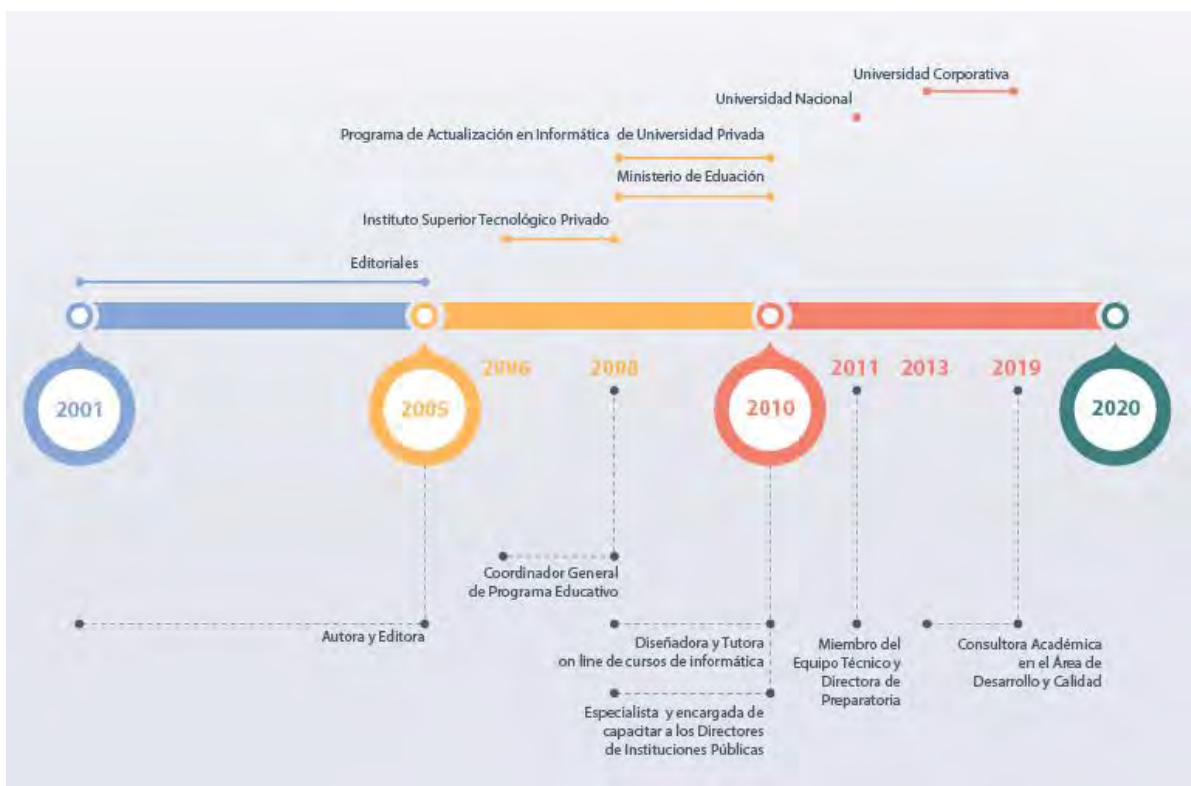 Universidad Corporativa
Universidad Nacional
Programa de Actualización en Informática de Universidad Privada
Ministerio de Eduación
Instituto Superior Tecnológico Privado
Editoriales
2001
2005
2006
2008
2010
2011
2013
2019
2020
Coordinador General
de Programa Educativo
Autora y Editora
Diseñadora y Tutora
on line de cursos de informática
Especialista y encargada de
capacitar a los Directores
de Instituciones Públicas
Miembro del
Equipo Técnico y
Directora de
Preparatoria
Consultora Académica
en el Área de
Desarrollo y Calidad